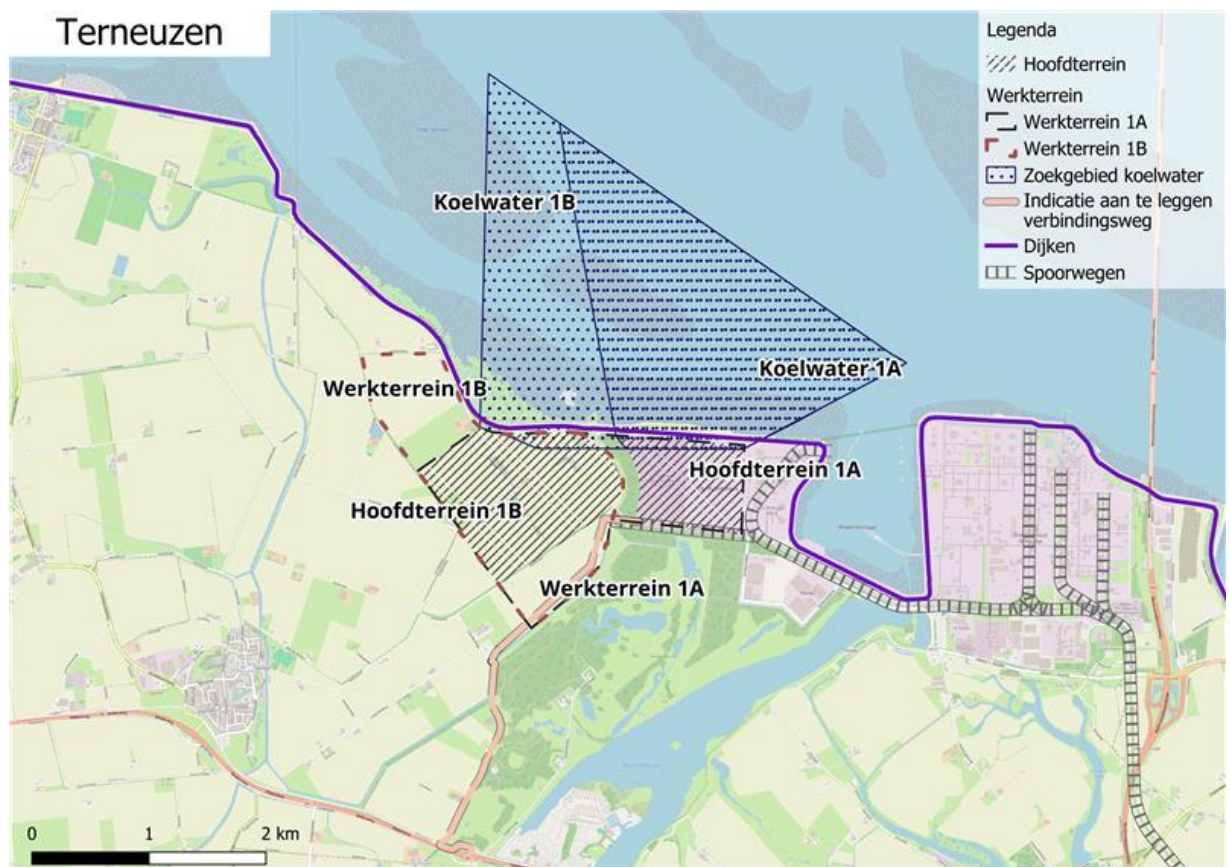 Terneuzen
Legenda
Hoofdterrein
Werkterrein
Werkterrein 1A
Werkterrein 1B
Zoekgebied koelwater
Indicatie aan te leggen
verbindingsweg
Dijken
Spoorwegen
Koelwater 1B
Koelwater 1A
Werkterrein 1B
Hoofdterrein 1A
Hoofdterrein 1B
Werkterrein 1A
0 1 2 km